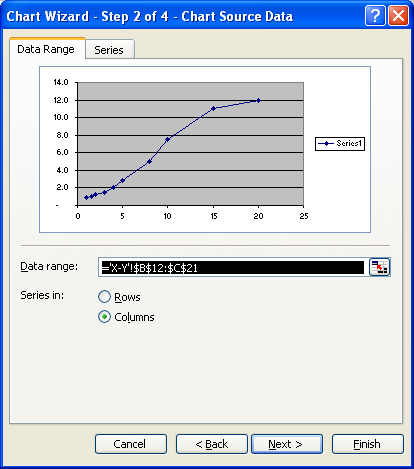 Chart Wizard - Step 2 of 4 - Chart Source Data
Data Range Series
14.0
12.0
10.0
8.0
6.0
4.0
2.0
-
0 5 10 15 20 25
Series1
Data range: ='X-Y'!$B$12:$C$21
Series in: Rows
Columns
Cancel < Back Next > Finish